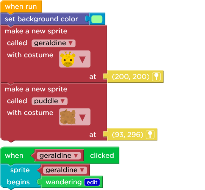 when run
set background color
make a new sprite
called geraldine
with costume
at (200, 200)
make a new sprite
called puddle
with costume
at (93, 296)
when geraldine clicked
sprite geraldine
begins wandering edit